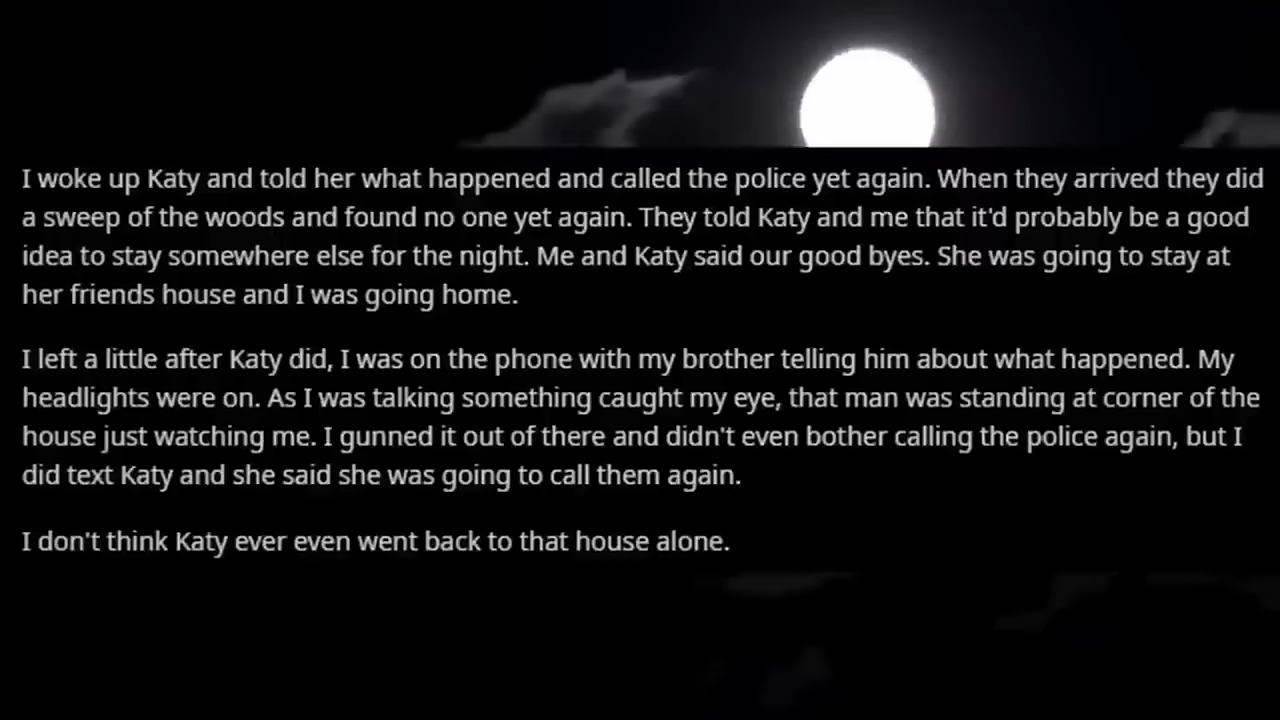 I woke up Katy and told her what happened and called the police yet again. When they arrived they did
a sweep of the woods and found no one yet again. They told Katy and me that it'd probably be a good
idea to stay somewhere else for the night. Me and Katy said our good byes. She was going to stay at
her friends house and I was going home.
I left a little after Katy did, I was on the phone with my brother telling him about what happened. My
headlights were on. As I was talking something caught my eye, that man was standing at corner of the
house just watching me. I gunned it out of there and didn't even bother calling the police again, but I
did text Katy and she said she was going to call them again.
I don't think Katy ever even went back to that house alone.